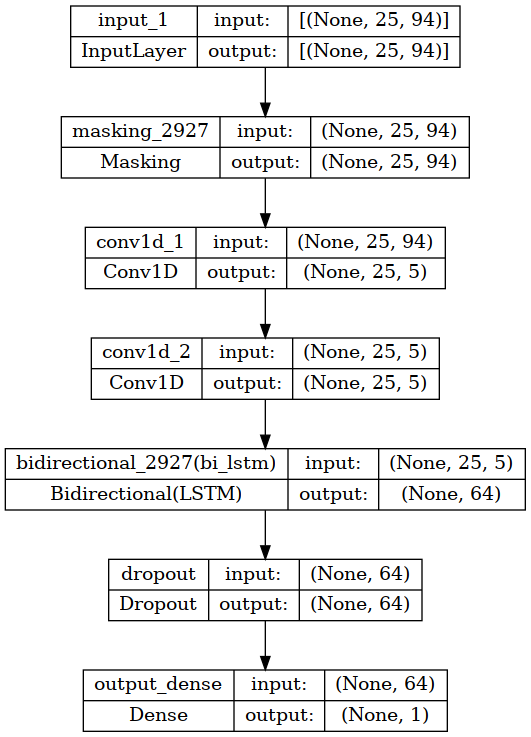 input_1 input: [(None, 25, 94)]
InputLayer output: [(None, 25, 94)]
masking_2927 input: (None, 25, 94)
Masking output: (None, 25, 94)
conv1d_1 input: (None, 25, 94)
Conv1D output: (None, 25, 5)
conv1d_2 input: (None, 25, 5)
Conv1D output: (None, 25, 5)
bidirectional_2927(bi_lstm) input: (None, 25, 5)
Bidirectional(LSTM) output: (None, 64)
dropout input: (None, 64)
Dropout output: (None, 64)
output_dense input: (None, 64)
Dense output: (None, 1)